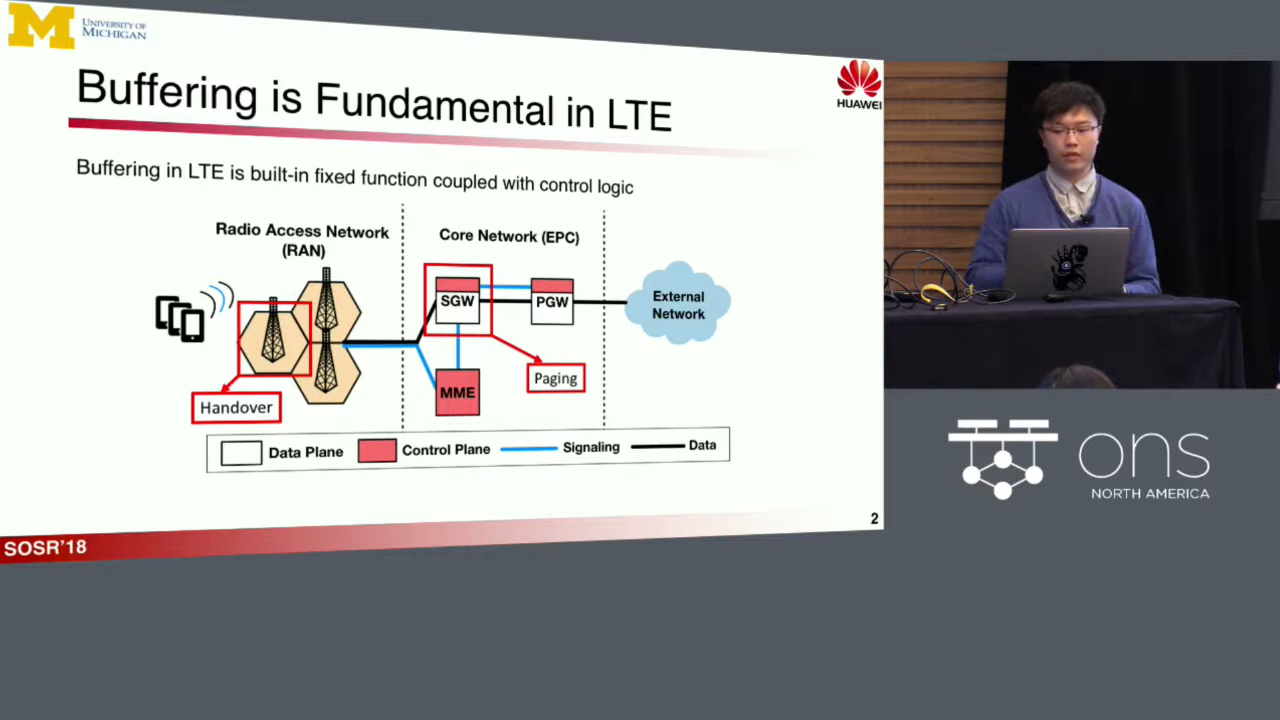 UNIVERSITY OF
MICHIGAN
Buffering is Fundamental in LTE
HUAWEI
Buffering in LTE is built-in fixed function coupled with control logic
Radio Access Network
(RAN)
Core Network (EPC)
SGW
PGW
External
Network
MME
Paging
Handover
Data Plane
Control Plane
Signaling
Data
2
SOSR'18
ons
NORTH AMERICA